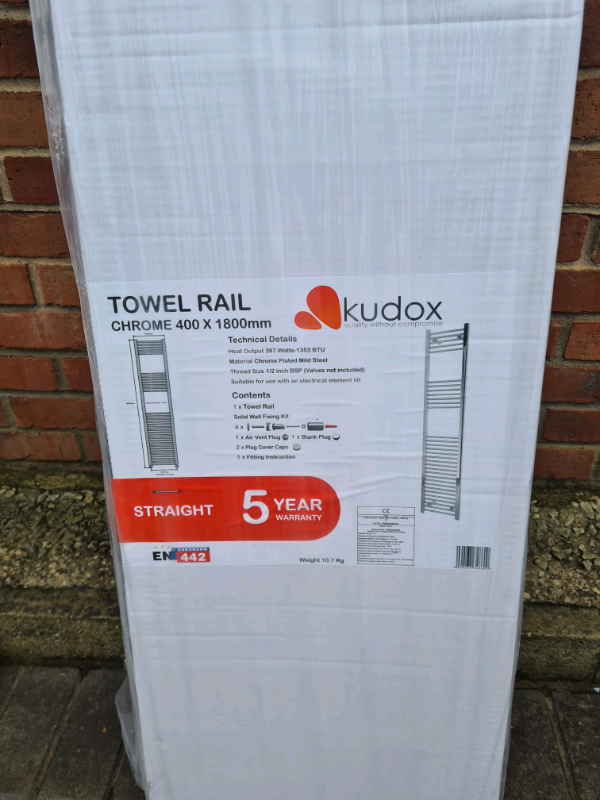 TOWEL RAIL
CHROME 400 X 1800mm
kudox
quality without compromise
Technical Details
Heat Output 397 Watts-1353 BTU
Material Chrome Plated Mild Steel
Thread Size 1/2 inch BSP (Valves not included)
Suitable for use with an electrical element kit
Contents
1 x Towel Rail
Solid Wall Fixing Kit
4 x
1 x Air Vent Plug 1 x Blank Plug
2 x Plug Cover Caps
1 x Fitting Instruction
STRAIGHT
5 YEAR
WARRANTY
EURONORM
EN 442
CE
Weight 10.7 Kg